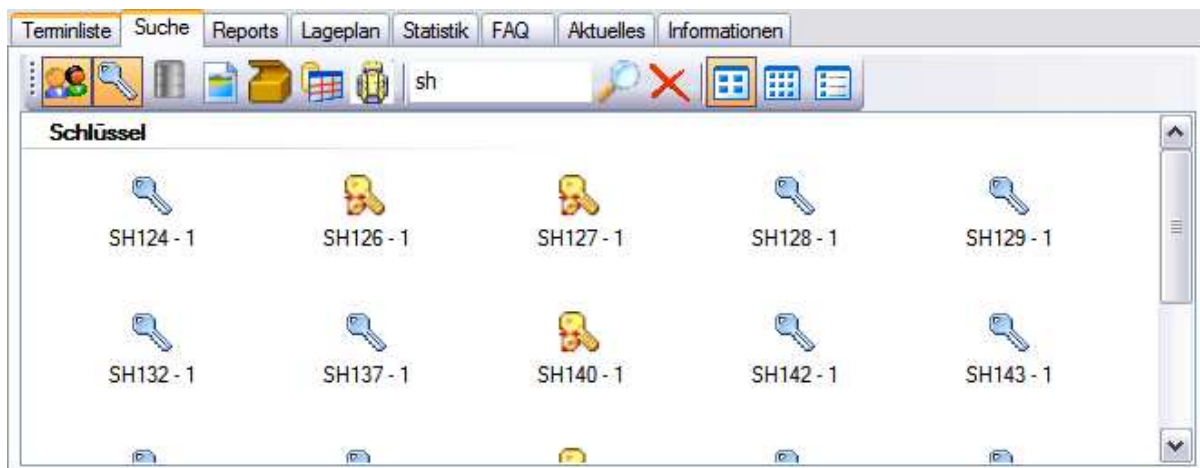 Terminliste Suche Reports Lageplan Statistik FAQ Aktuelles Informationen
sh
Schlüssel
SH124 - 1 SH126 - 1 SH127 - 1 SH128 - 1 SH129 - 1
SH132 - 1 SH137 - 1 SH140 - 1 SH142 - 1 SH143 - 1